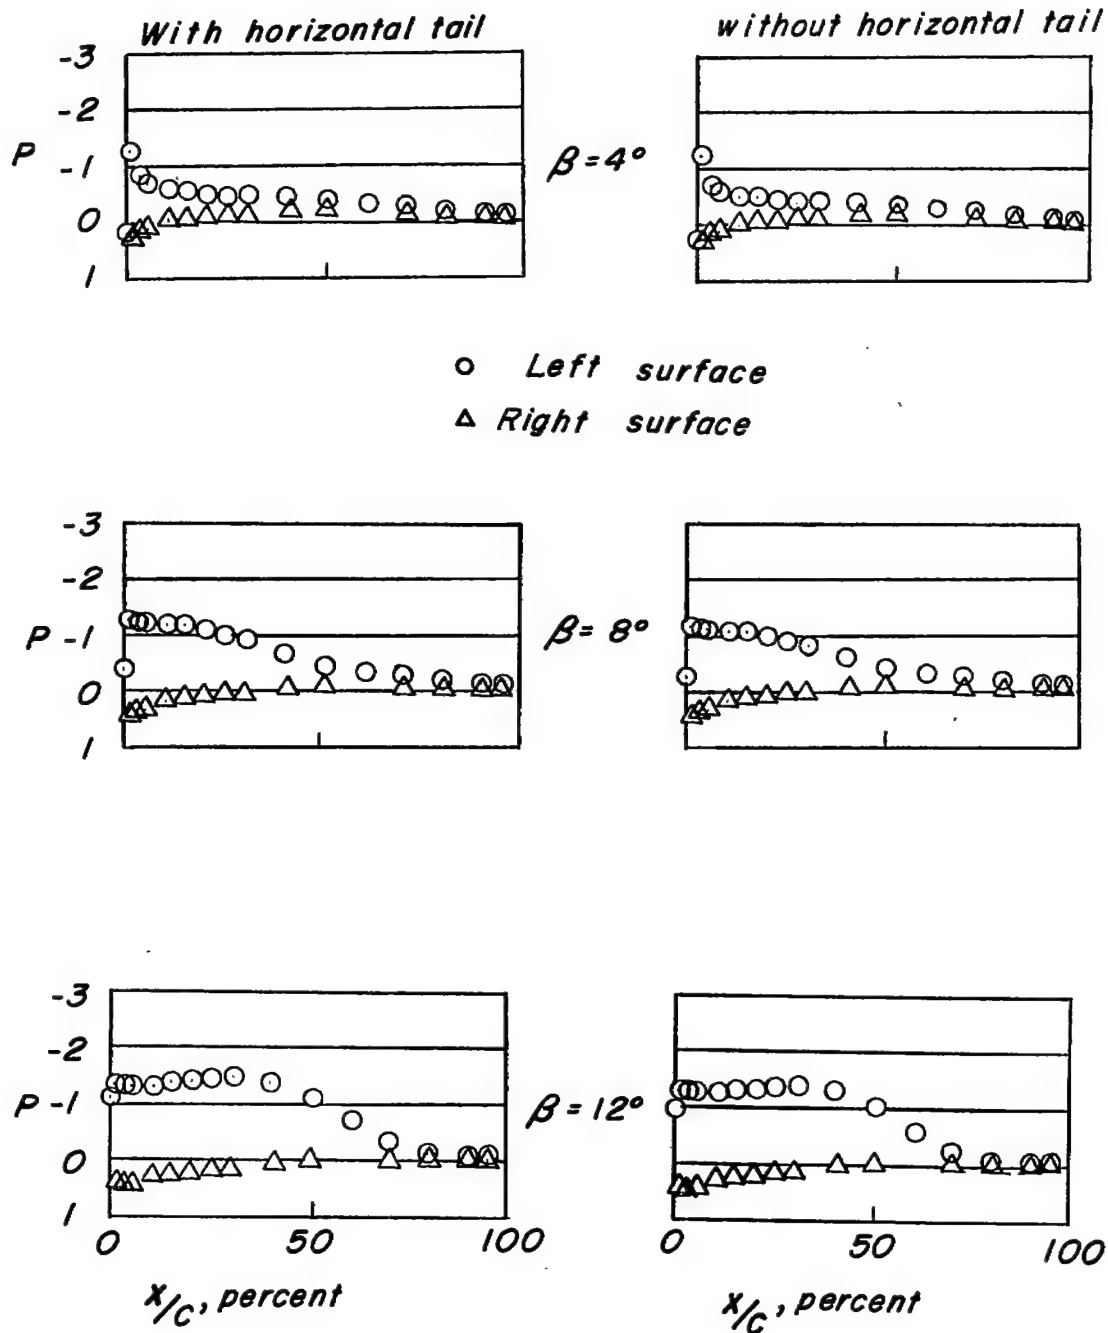 With horizontal tail
without horizontal tail
-3
-2
P
-1
0
1
β = 4°
Left surface
Right surface
-3
-2
P -1
0
1
β = 8°
-3
-2
P -1
0
1
β = 12°
0 50 100
0 50 100
x/c, percent
x/c, percent